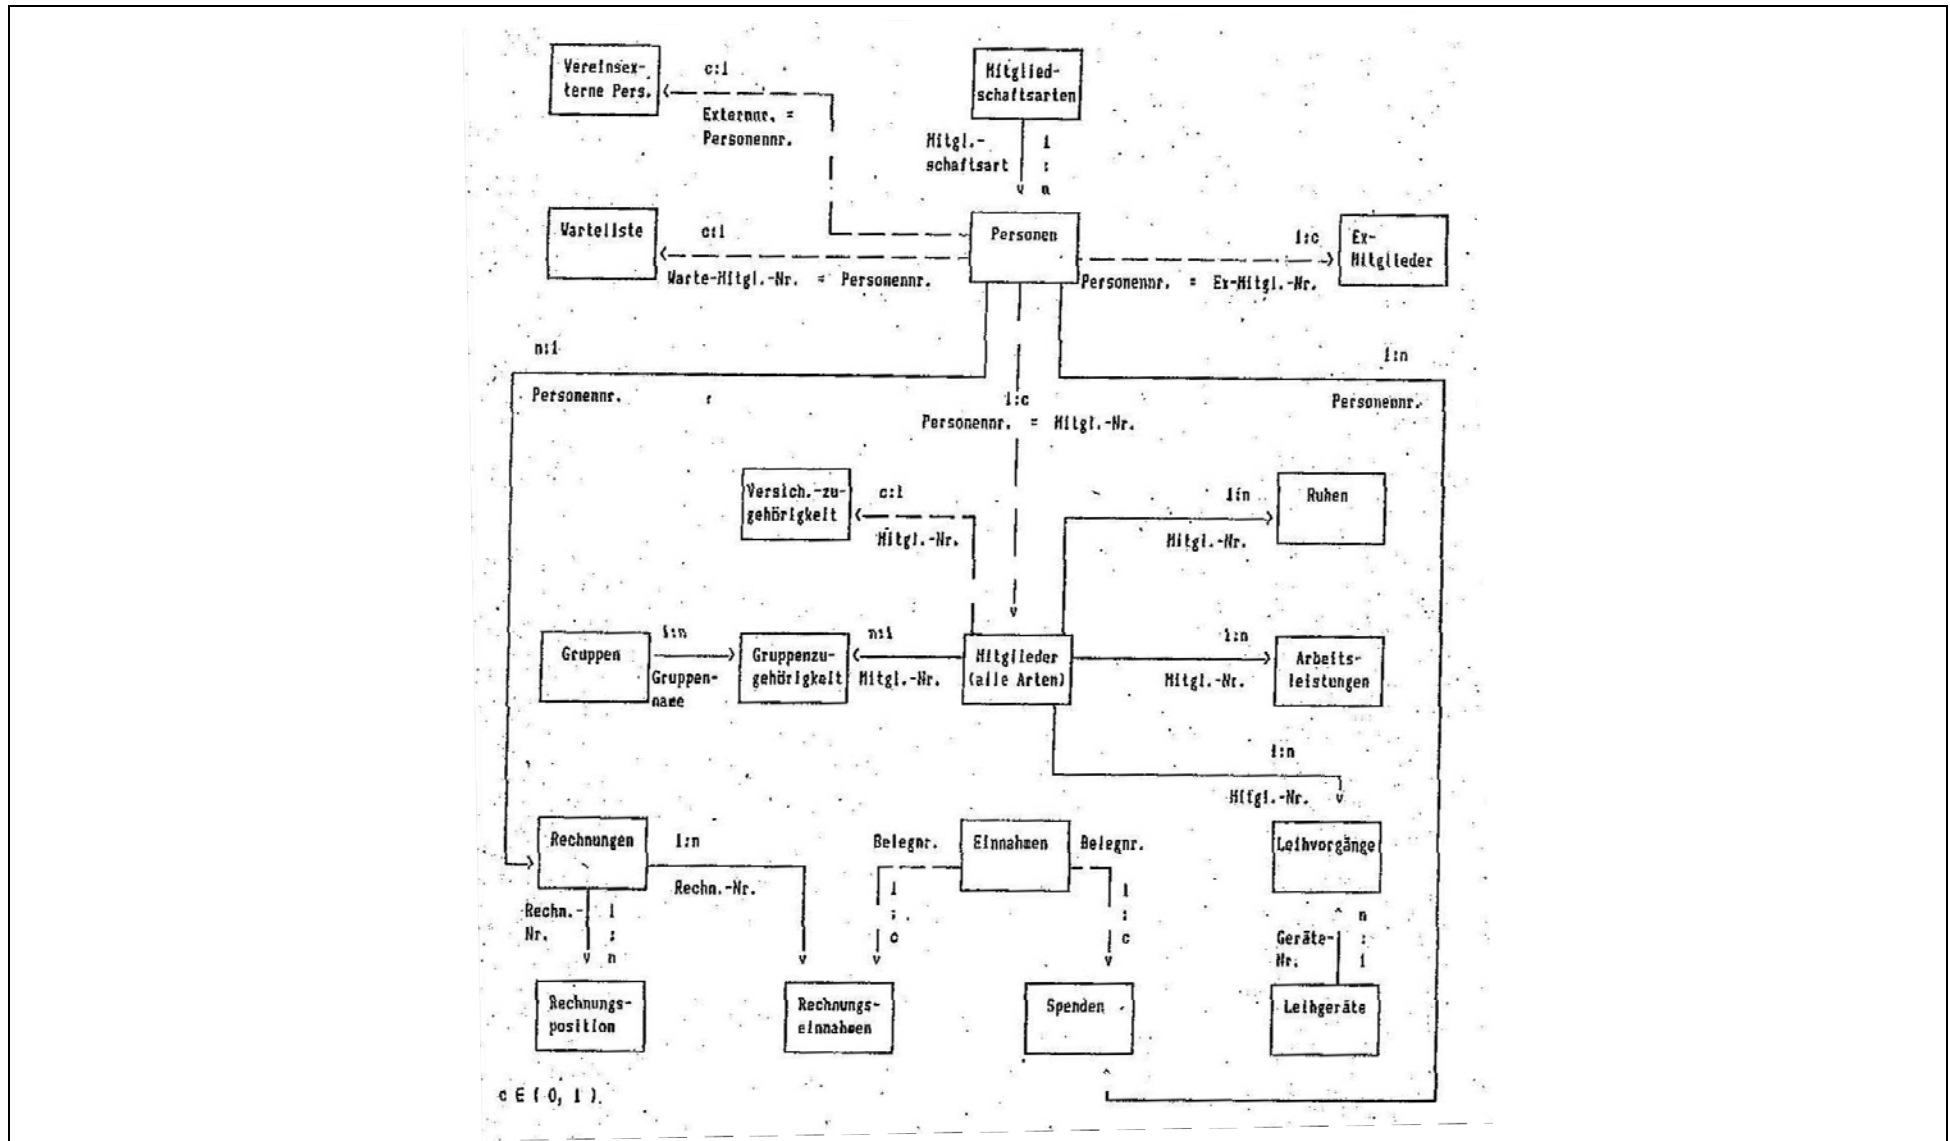 Vereinsex-
terne Pers.
c:1
Externnr. =
Personennr.
Mitglied-
schaftsarten
Mitgl.-
schaftsart
1
:
n
Warteliste
c:1
Warte-Mitgl.-Nr. = Personennr.
Personen
1:c
Personennr. = Ex-Mitgl.-Nr.
Ex-
Mitglieder
n:1
Personennr.
1:c
Personennr. = Mitgl.-Nr.
1:n
Personennr.
Versich.-zu-
gehörigkeit
c:1
Mitgl.-Nr.
1:n
Mitgl.-Nr.
Ruhen
Gruppen
1:n
Gruppen-
name
Gruppenzu-
gehörigkeit
n:1
Mitgl.-Nr.
Mitglieder
(alle Arten)
1:n
Mitgl.-Nr.
Arbeits-
leistungen
1:n
Mitgl.-Nr.
Rechnungen
1:n
Rechn.-Nr.
Belegnr.
1
:
c
Einnahmen
Belegnr.
1
:
c
Leihvorgänge
Rechn.-
Nr.
1
:
n
Geräte-
Nr.
n
:
1
Rechnungs-
position
Rechnungs-
einnahmen
Spenden
Leihgeräte
c ∈ { 0, 1 }